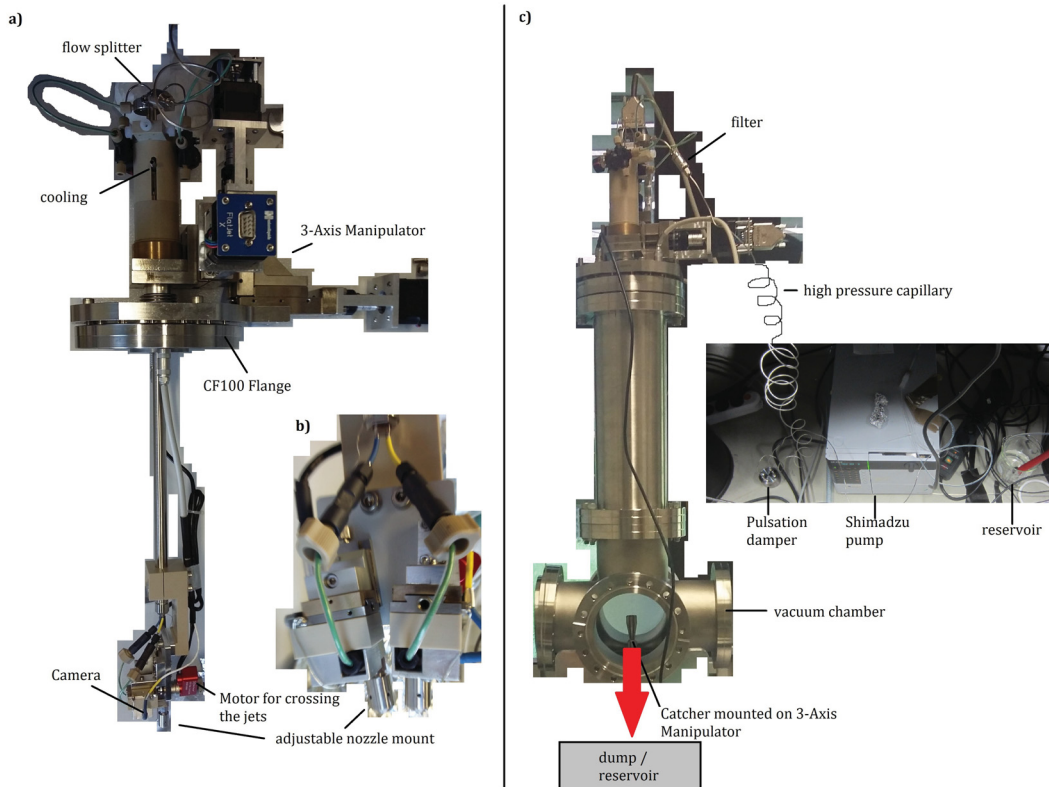 a)
flow splitter
cooling
FlatJet
X
3-Axis Manipulator
CF100 Flange
b)
Camera
Motor for crossing
the jets
adjustable nozzle mount
c)
filter
high pressure capillary
Pulsation
damper
Shimadzu
pump
reservoir
vacuum chamber
Catcher mounted on 3-Axis
Manipulator
dump /
reservoir